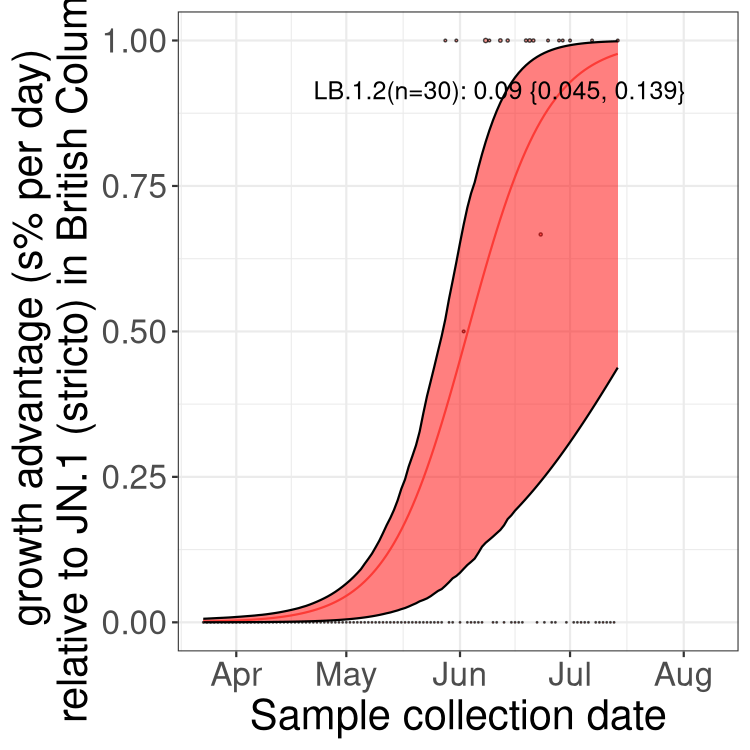 growth advantage (s% per day)
relative to JN.1 (stricto) in British Colum
1.00
0.75
0.50
0.25
0.00
LB.1.2(n=30): 0.09 {0.045, 0.139}
Apr May Jun Jul Aug
Sample collection date